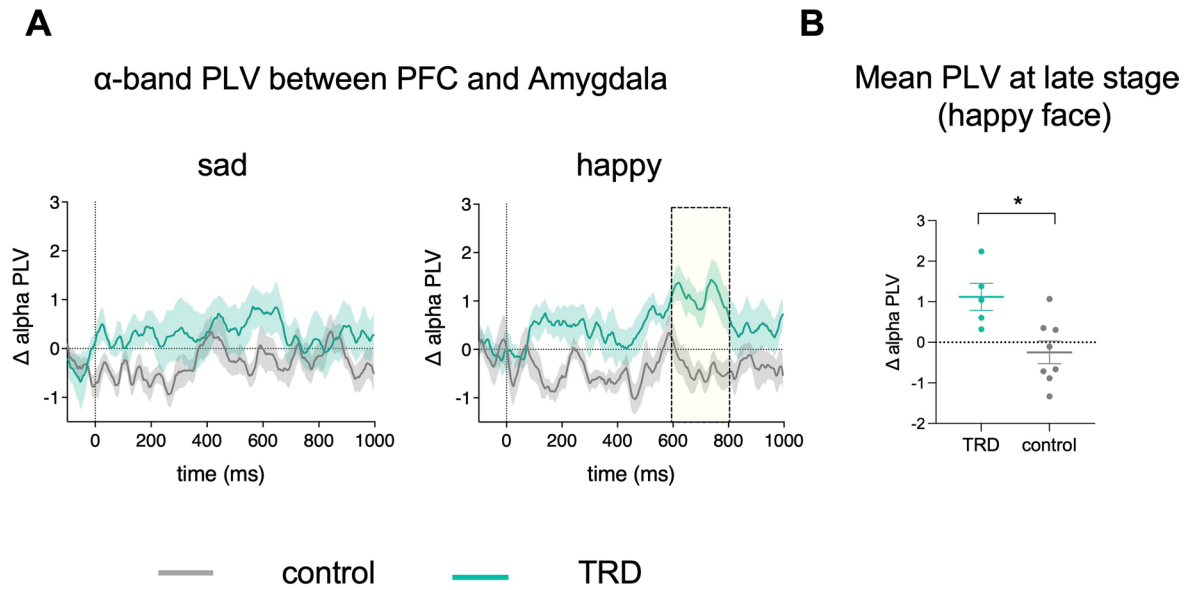 A
B
α-band PLV between PFC and Amygdala
Mean PLV at late stage
(happy face)
sad
happy
3
2
1
0
-1
Δ alpha PLV
0 200 400 600 800 1000
time (ms)
3
2
1
0
-1
Δ alpha PLV
0 200 400 600 800 1000
time (ms)
*
3
2
1
0
-1
-2
Δ alpha PLV
TRD control
control
TRD